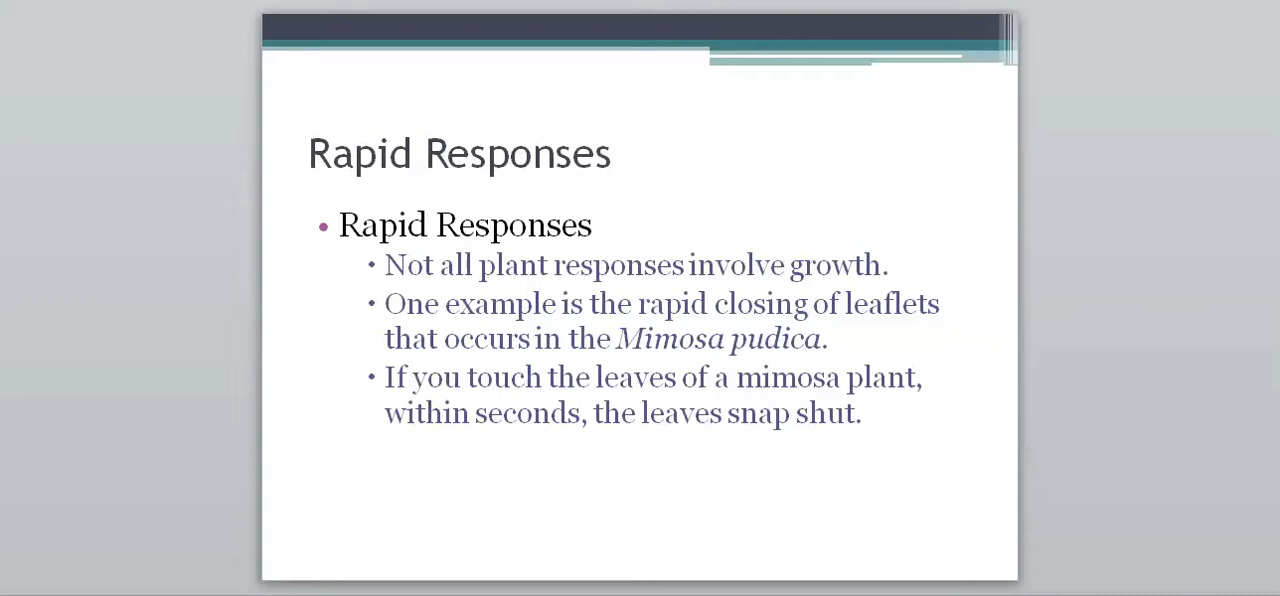 Rapid Responses
• Rapid Responses
• Not all plant responses involve growth.
• One example is the rapid closing of leaflets
that occurs in the Mimosa pudica.
• If you touch the leaves of a mimosa plant,
within seconds, the leaves snap shut.